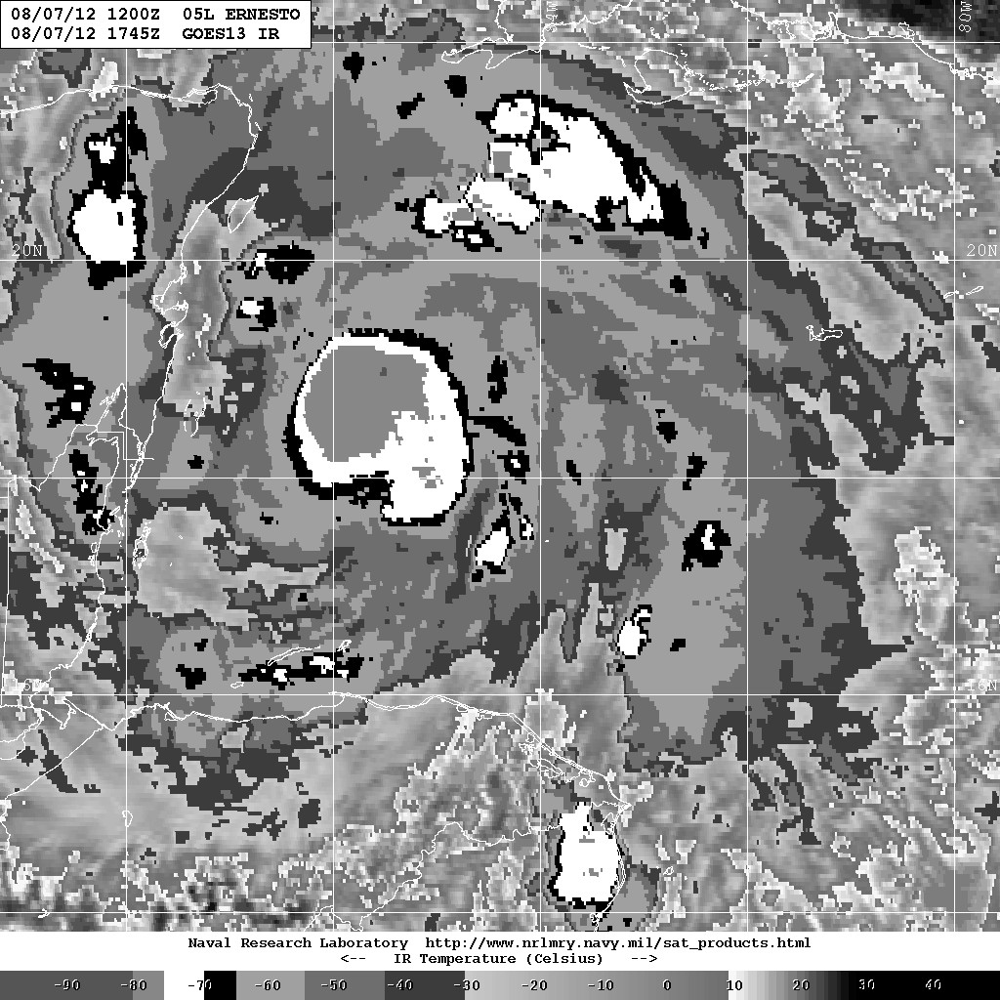 08/07/12 1200Z 05L ERNESTO
08/07/12 1745Z GOES13 IR
84W
80W
20N
20N
16N
Naval Research Laboratory http://www.nrlmry.navy.mil/sat_products.html
<-- IR Temperature (Celsius) -->
-90 -80 -70 -60 -50 -40 -30 -20 -10 0 10 20 30 40